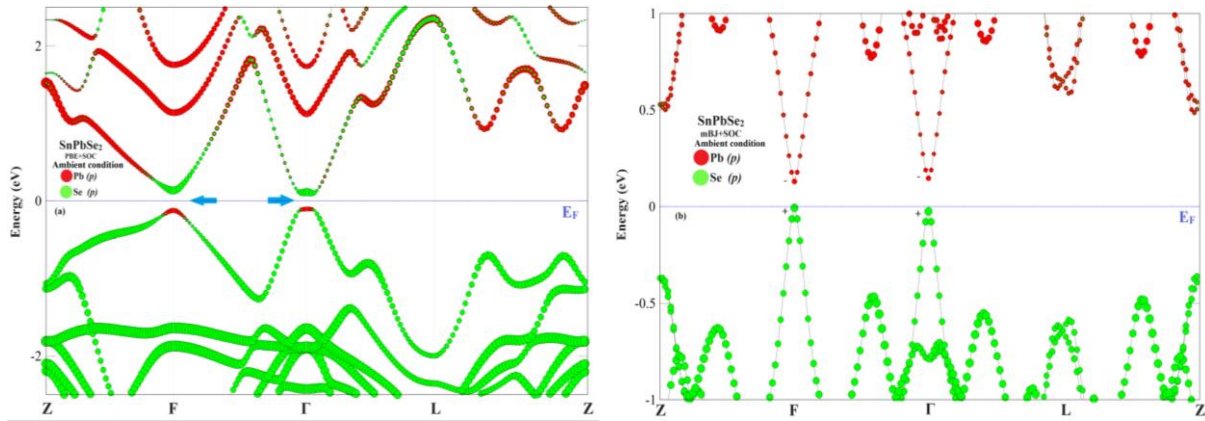 2
0
-2
Energy (eV)
SnPbSe2
PBE+SOC
Ambient condition
Pb (p)
Se (p)
(a)
EF
Z F Γ L Z
1
0.5
0
-0.5
-1
Energy (eV)
SnPbSe2
mBJ+SOC
Ambient condition
Pb (p)
Se (p)
- -
+ +
(b)
EF
Z F Γ L Z